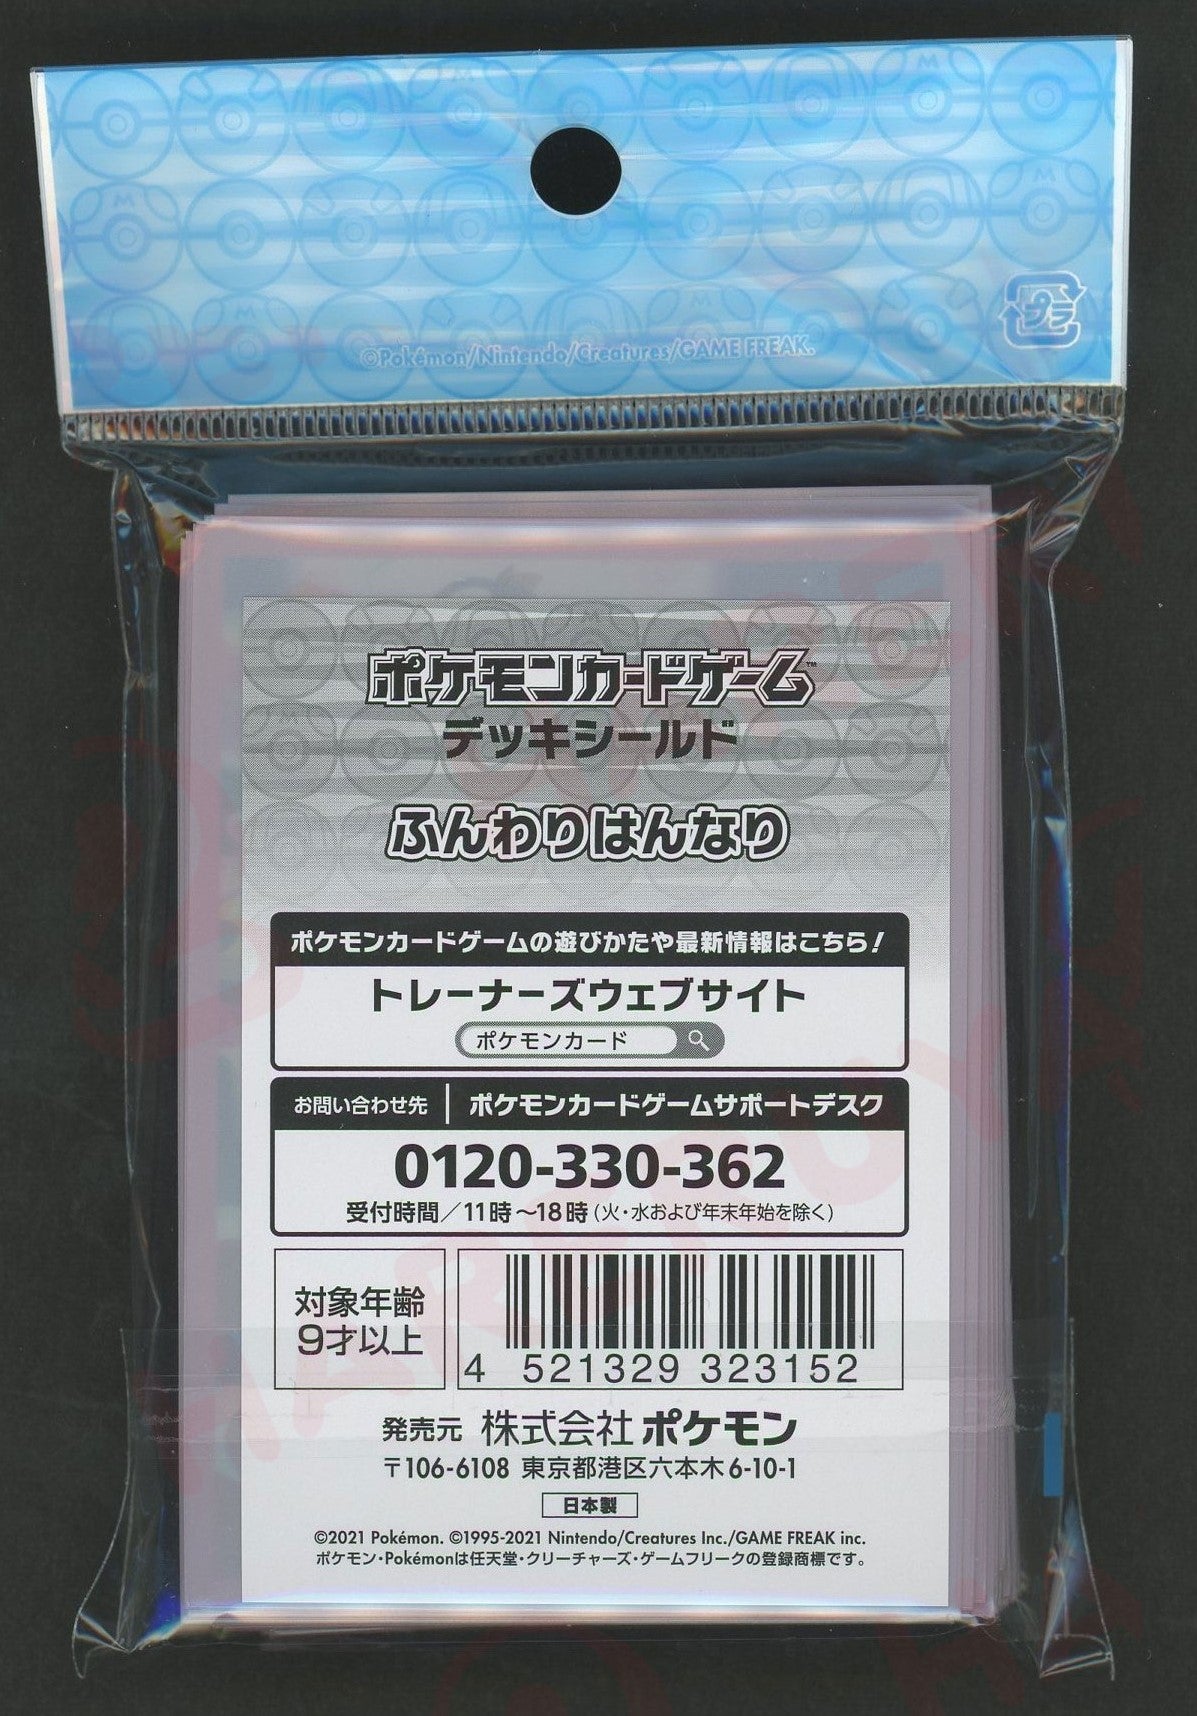 ©Pokémon/Nintendo/Creatures/GAME FREAK.
プラ
ポケモンカードゲーム™
デッキシールド
ふんわりはんなり
ポケモンカードゲームの遊びかたや最新情報はこちら!
トレーナーズウェブサイト
ポケモンカード
お問い合わせ先 ポケモンカードゲームサポートデスク
0120-330-362
受付時間/11時~18時(火・水および年末年始を除く)
対象年齢
9才以上
4 521329 323152
発売元 株式会社ポケモン
〒106-6108 東京都港区六本木6-10-1
日本製
©2021 Pokémon. ©1995-2021 Nintendo/Creatures Inc./GAME FREAK inc.
ポケモン・Pokémonは任天堂・クリーチャーズ・ゲームフリークの登録商標です。